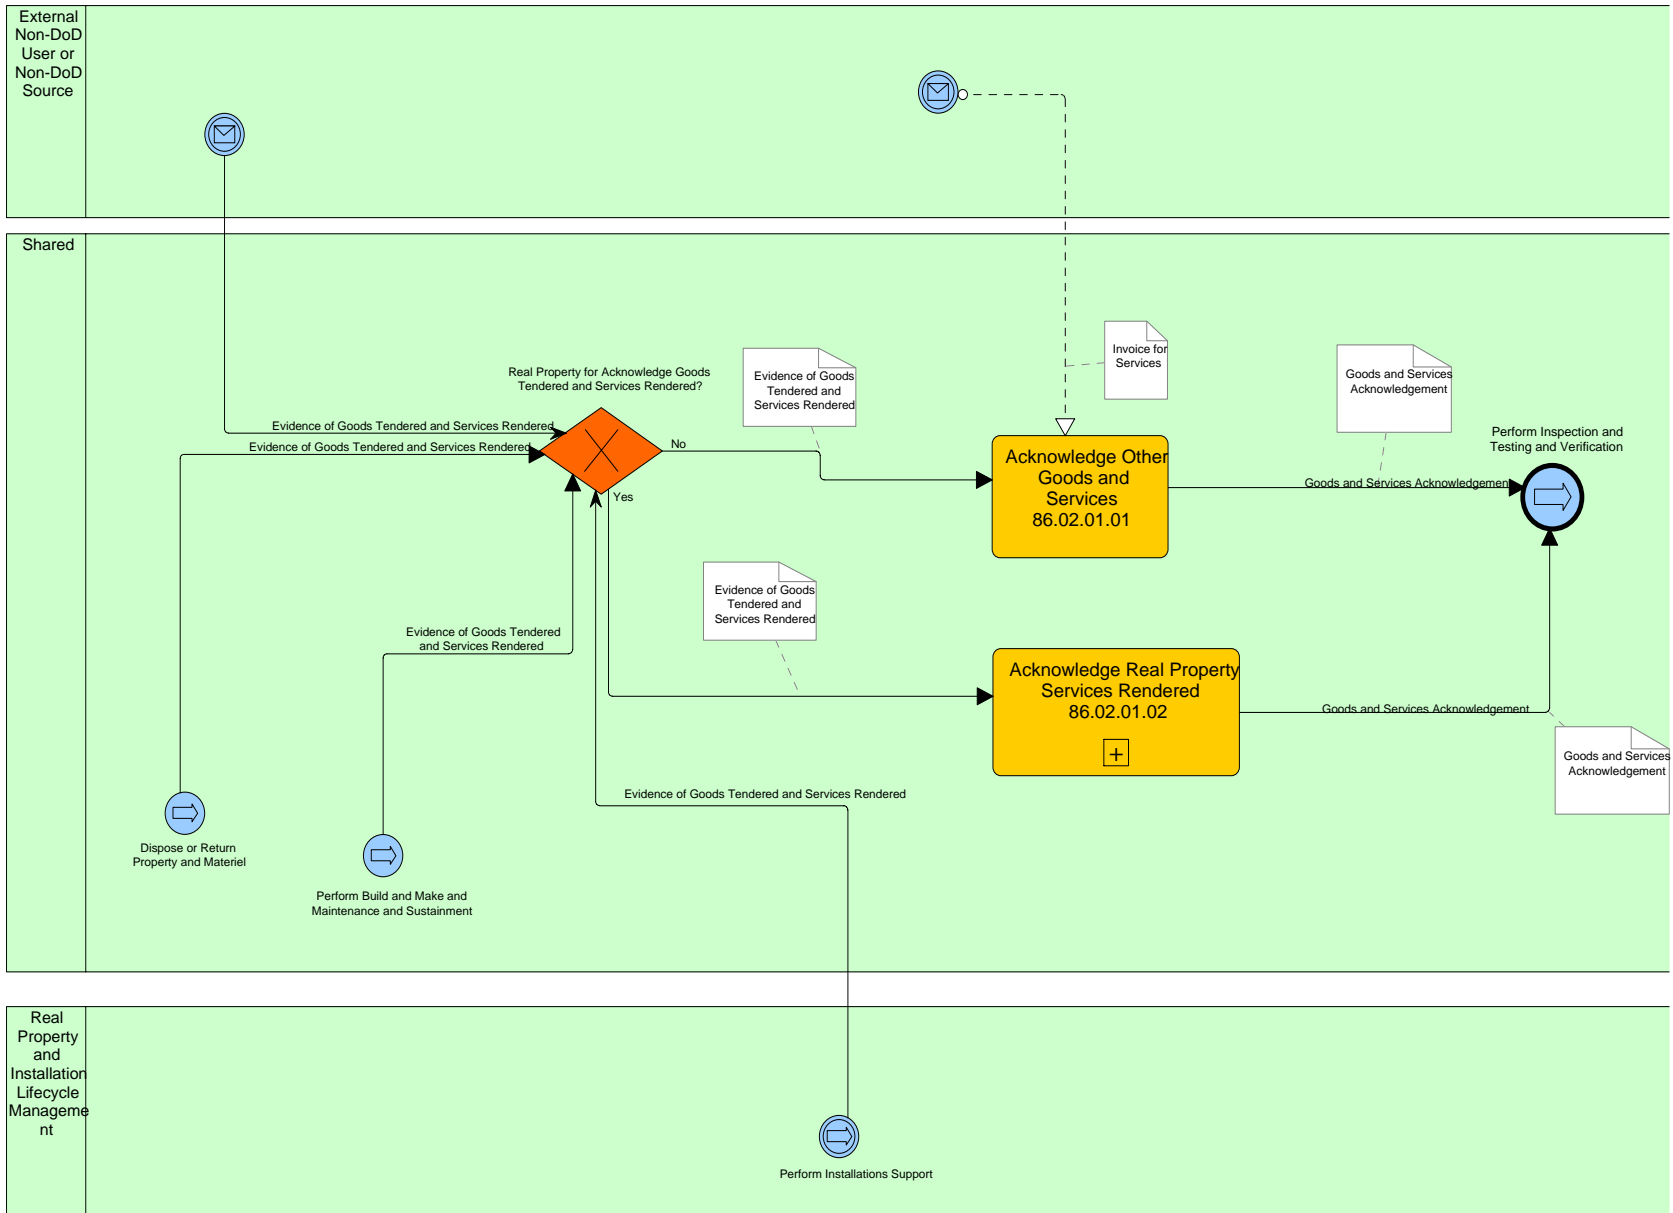 External
Non-DoD
User or
Non-DoD
Source
Shared
Real Property for Acknowledge Goods
Tendered and Services Rendered?
Evidence of Goods
Tendered and
Services Rendered
Invoice for
Services
Goods and Services
Acknowledgement
Evidence of Goods Tendered and Services Rendered
Evidence of Goods Tendered and Services Rendered
No
Yes
Acknowledge Other
Goods and
Services
86.02.01.01
Goods and Services Acknowledgement
Perform Inspection and
Testing and Verification
Evidence of Goods
Tendered and
Services Rendered
Evidence of Goods Tendered
and Services Rendered
Acknowledge Real Property
Services Rendered
86.02.01.02
+
Goods and Services Acknowledgement
Goods and Services
Acknowledgement
Evidence of Goods Tendered and Services Rendered
Dispose or Return
Property and Materiel
Perform Build and Make and
Maintenance and Sustainment
Real
Property
and
Installation
Lifecycle
Manageme
nt
Perform Installations Support